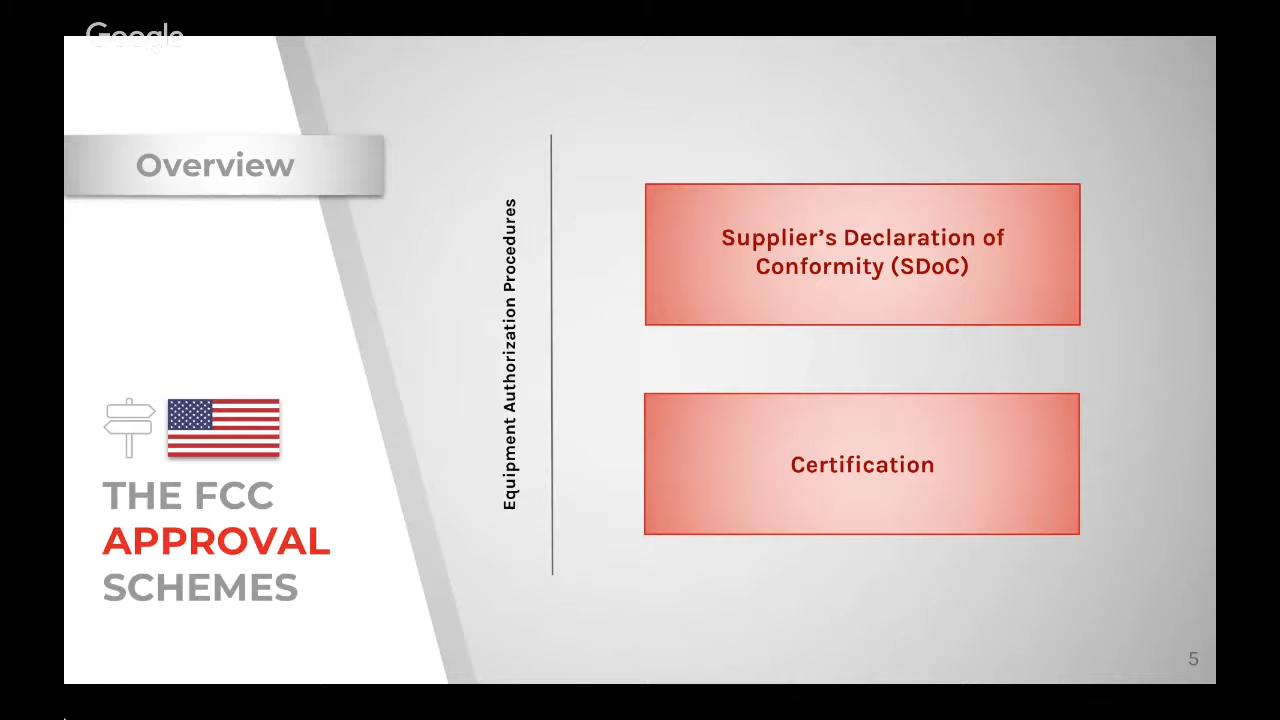 Google
Overview
THE FCC
APPROVAL
SCHEMES
Equipment Authorization Procedures
Supplier’s Declaration of
Conformity (SDoC)
Certification
5